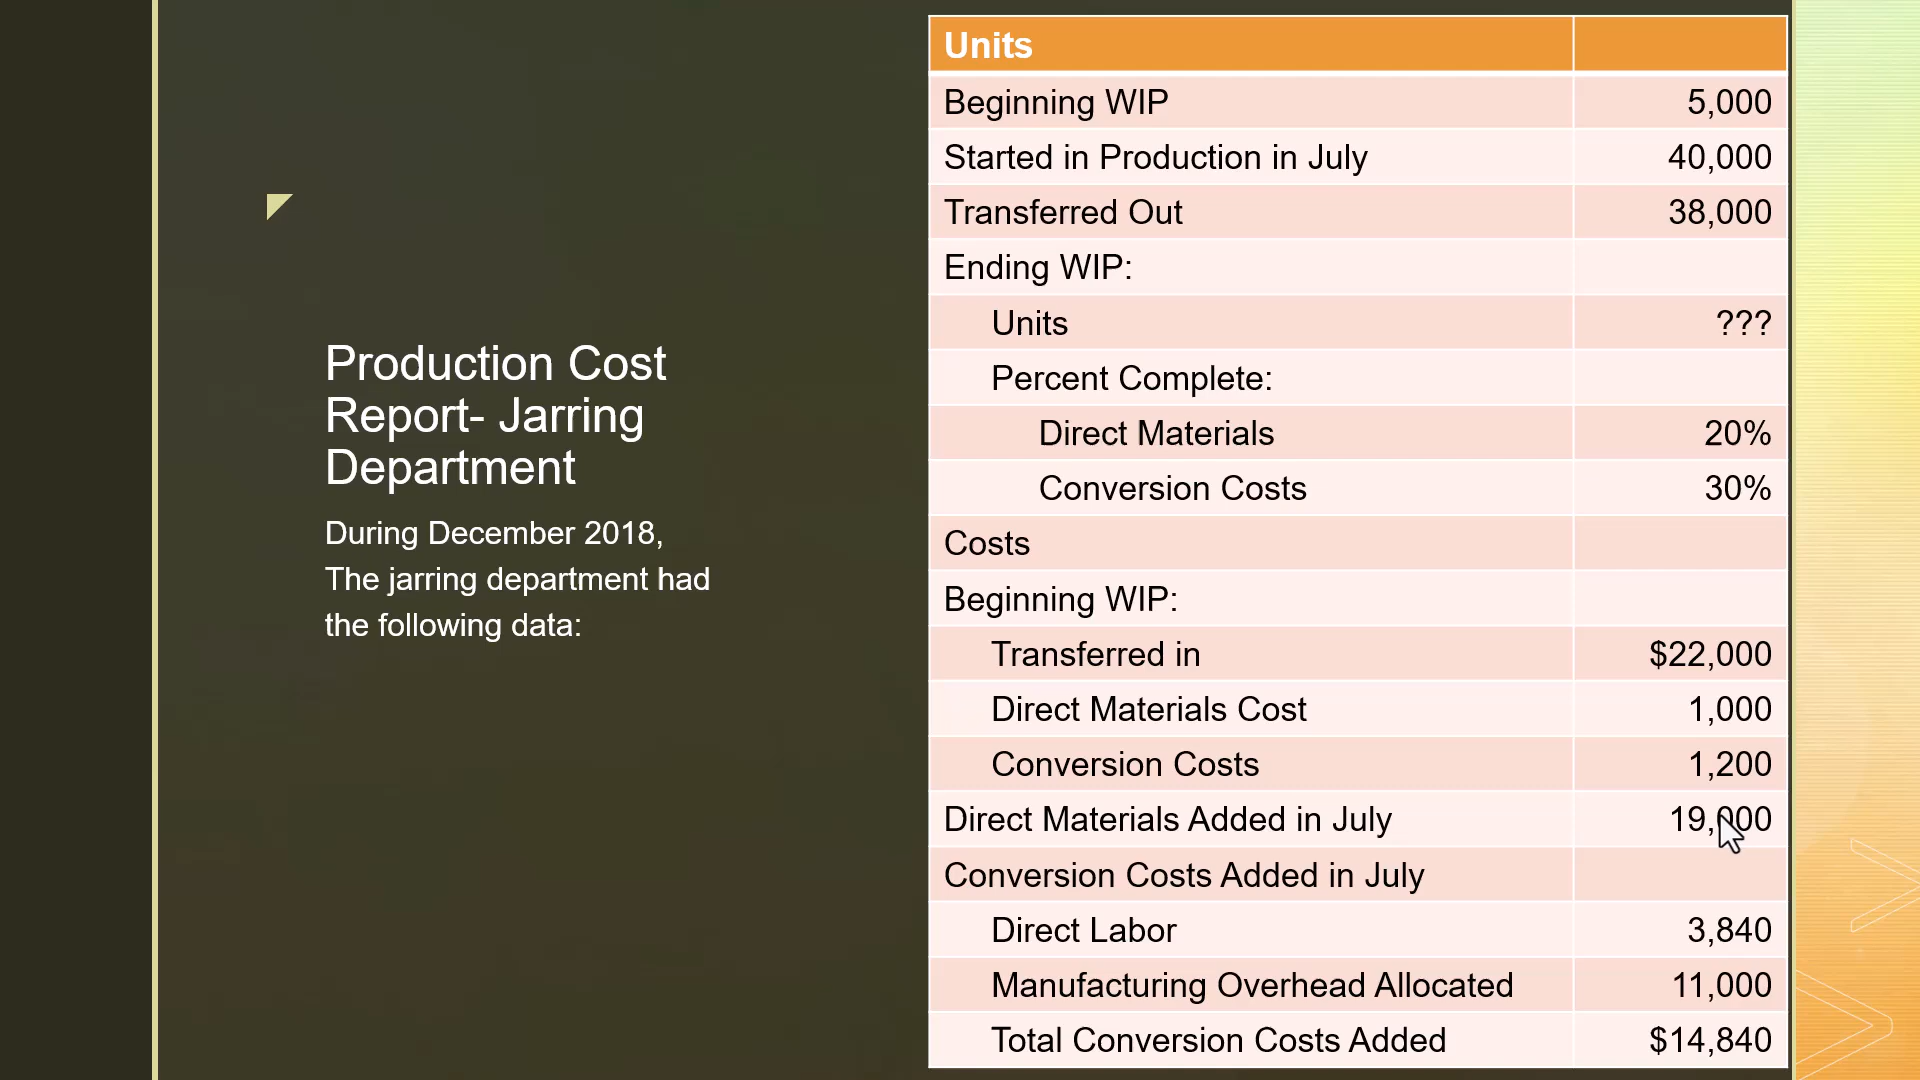 Production Cost
Report- Jarring
Department
During December 2018,
The jarring department had
the following data:
Units
Beginning WIP 5,000
Started in Production in July 40,000
Transferred Out 38,000
Ending WIP:
Units ???
Percent Complete:
Direct Materials 20%
Conversion Costs 30%
Costs
Beginning WIP:
Transferred in $22,000
Direct Materials Cost 1,000
Conversion Costs 1,200
Direct Materials Added in July 19,000
Conversion Costs Added in July
Direct Labor 3,840
Manufacturing Overhead Allocated 11,000
Total Conversion Costs Added $14,840